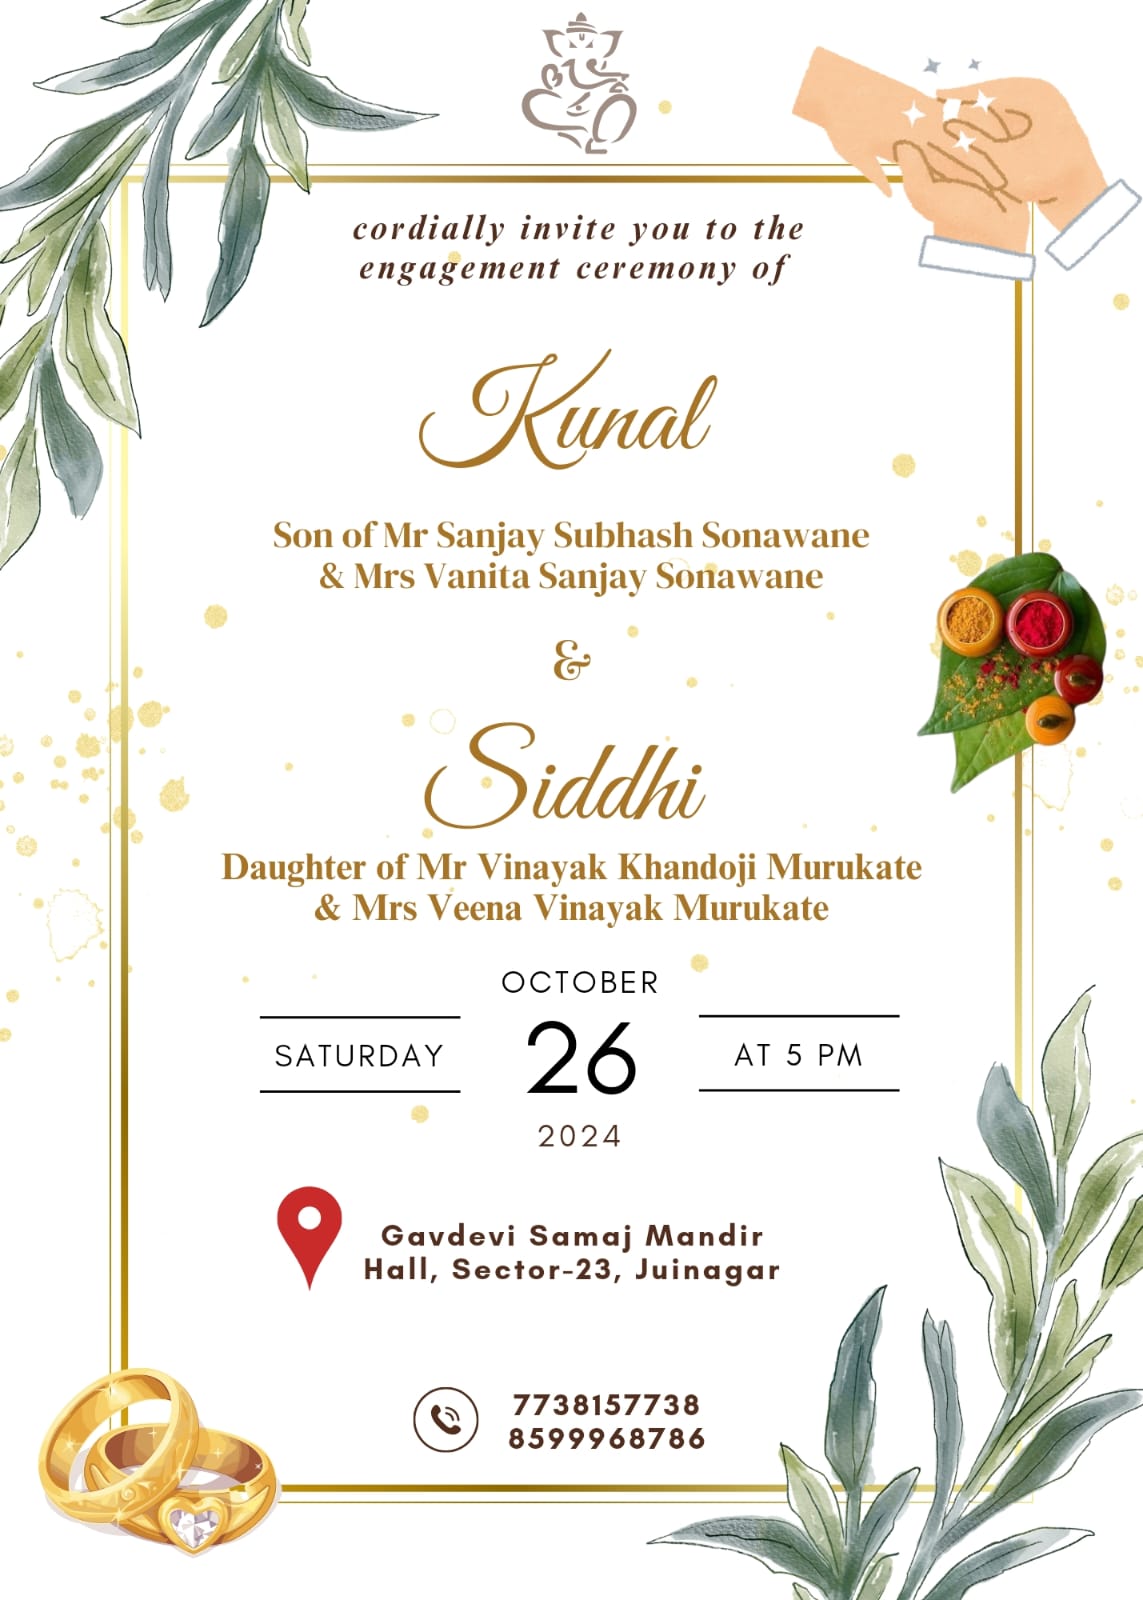 cordially invite you to the
engagement ceremony of
Kunal
Son of Mr Sanjay Subhash Sonawane
& Mrs Vanita Sanjay Sonawane
&
Siddhi
Daughter of Mr Vinayak Khandoji Murukate
& Mrs Veena Vinayak Murukate
OCTOBER
SATURDAY 26 AT 5 PM
2024
Gavdevi Samaj Mandir
Hall, Sector-23, Juinagar
7738157738
8599968786